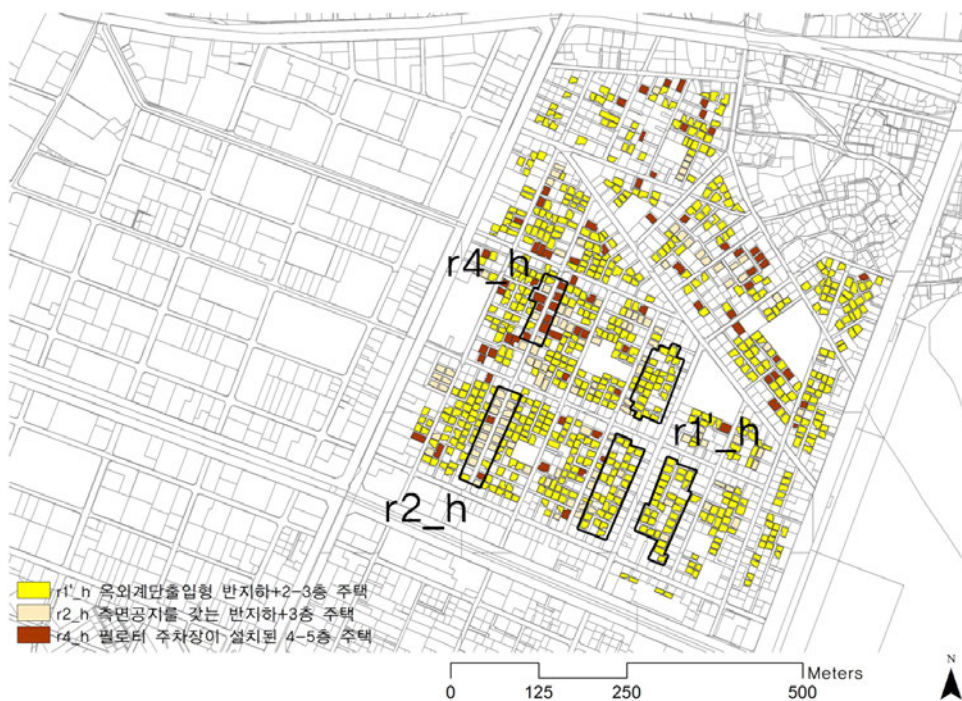 r4_h
r1'_h
r2_h
r1'_h 옥외계단출입형 반지하+2-3층 주택
r2_h 측면공지를 갖는 반지하+3층 주택
r4_h 필로티 주차장이 설치된 4-5층 주택
Meters
0 125 250 500
N